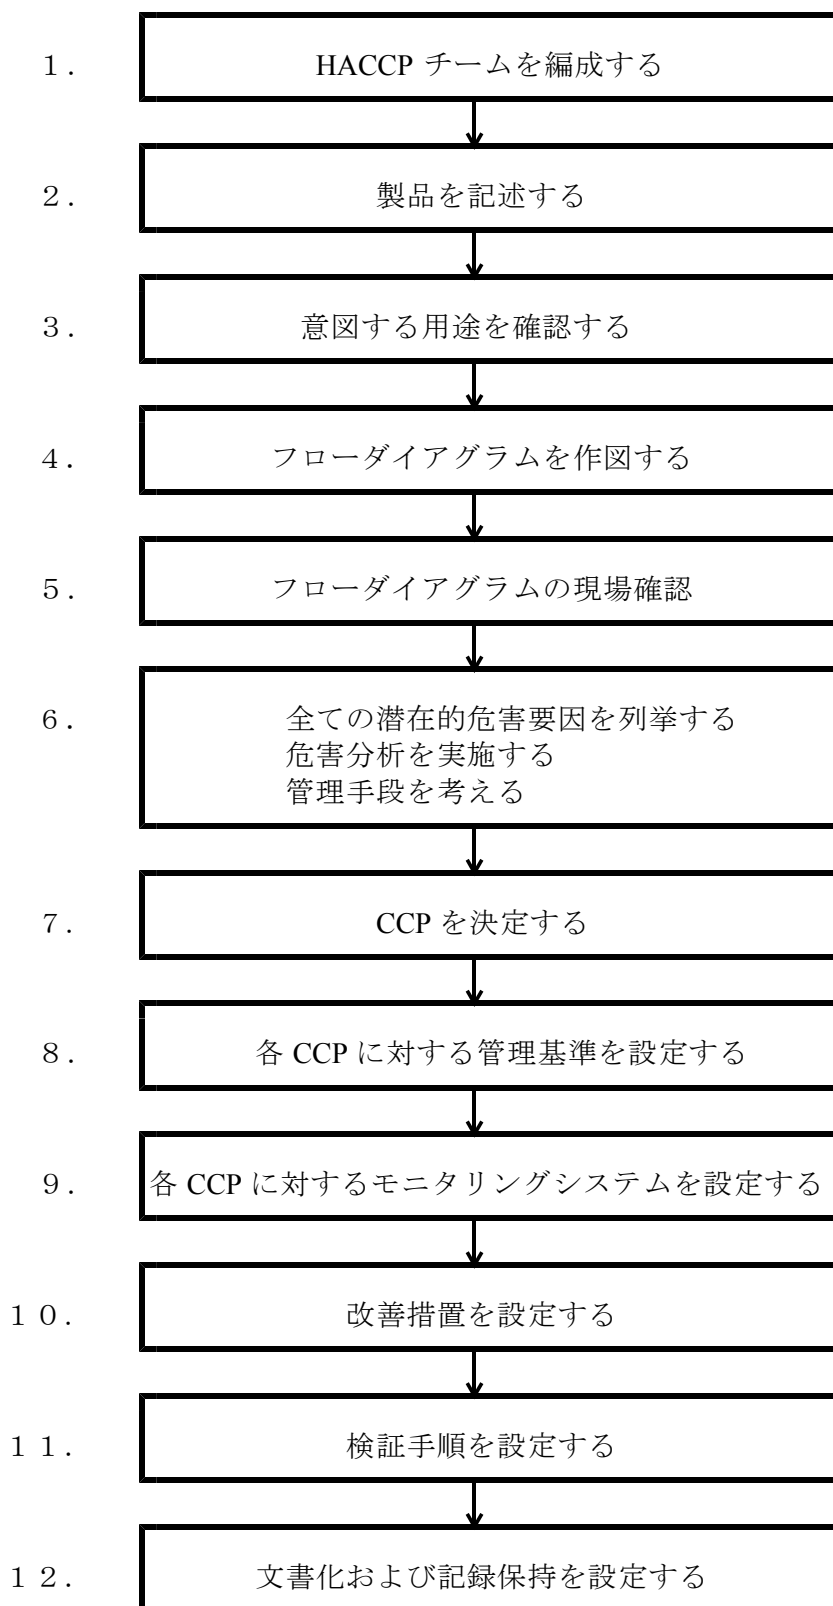 １. HACCP チームを編成する
２. 製品を記述する
３. 意図する用途を確認する
４. フローダイアグラムを作図する
５. フローダイアグラムの現場確認
６. 全ての潜在的危害要因を列挙する
危害分析を実施する
管理手段を考える
７. CCP を決定する
８. 各 CCP に対する管理基準を設定する
９. 各 CCP に対するモニタリングシステムを設定する
１０. 改善措置を設定する
１１. 検証手順を設定する
１２. 文書化および記録保持を設定する